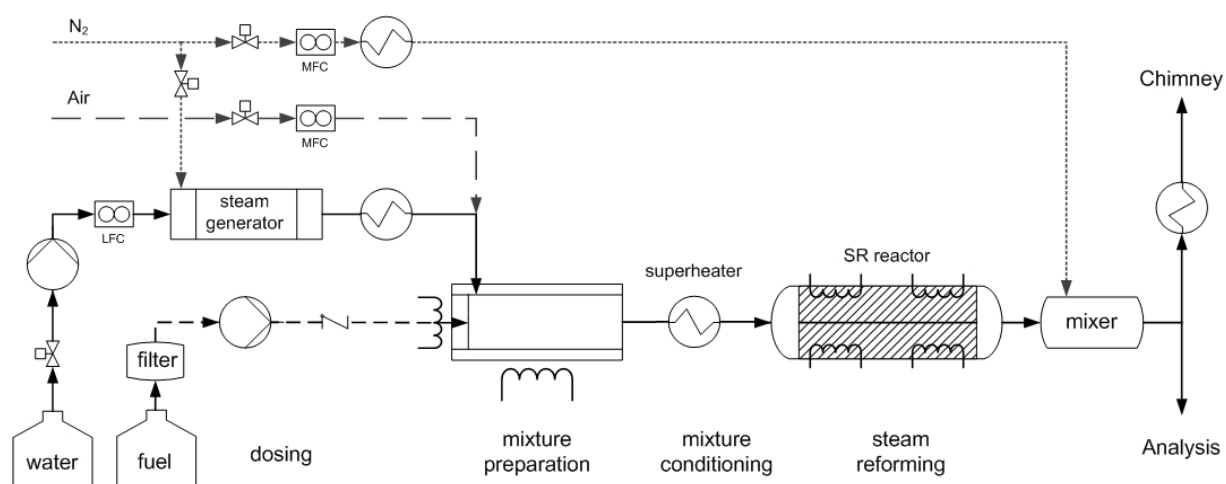 N₂
MFC
Chimney
Air
MFC
steam
generator
LFC
superheater
SR reactor
mixer
filter
water
fuel
dosing
mixture
preparation
mixture
conditioning
steam
reforming
Analysis